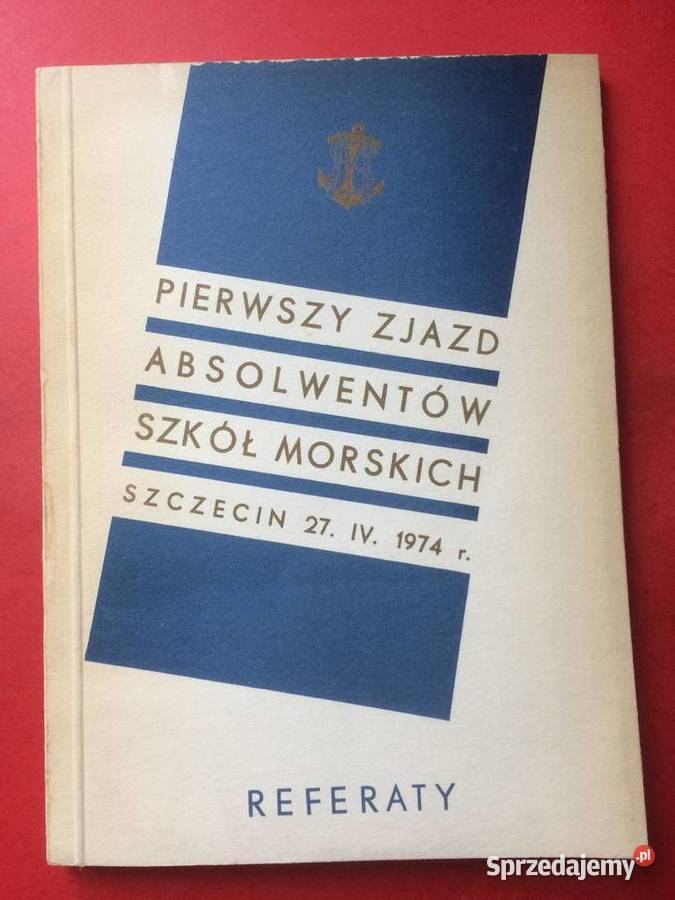 PIERWSZY ZJAZD
ABSOLWENTÓW
SZKÓŁ MORSKICH
SZCZECIN 27. IV. 1974 r.
REFERATY
Sprzedajemy.pl